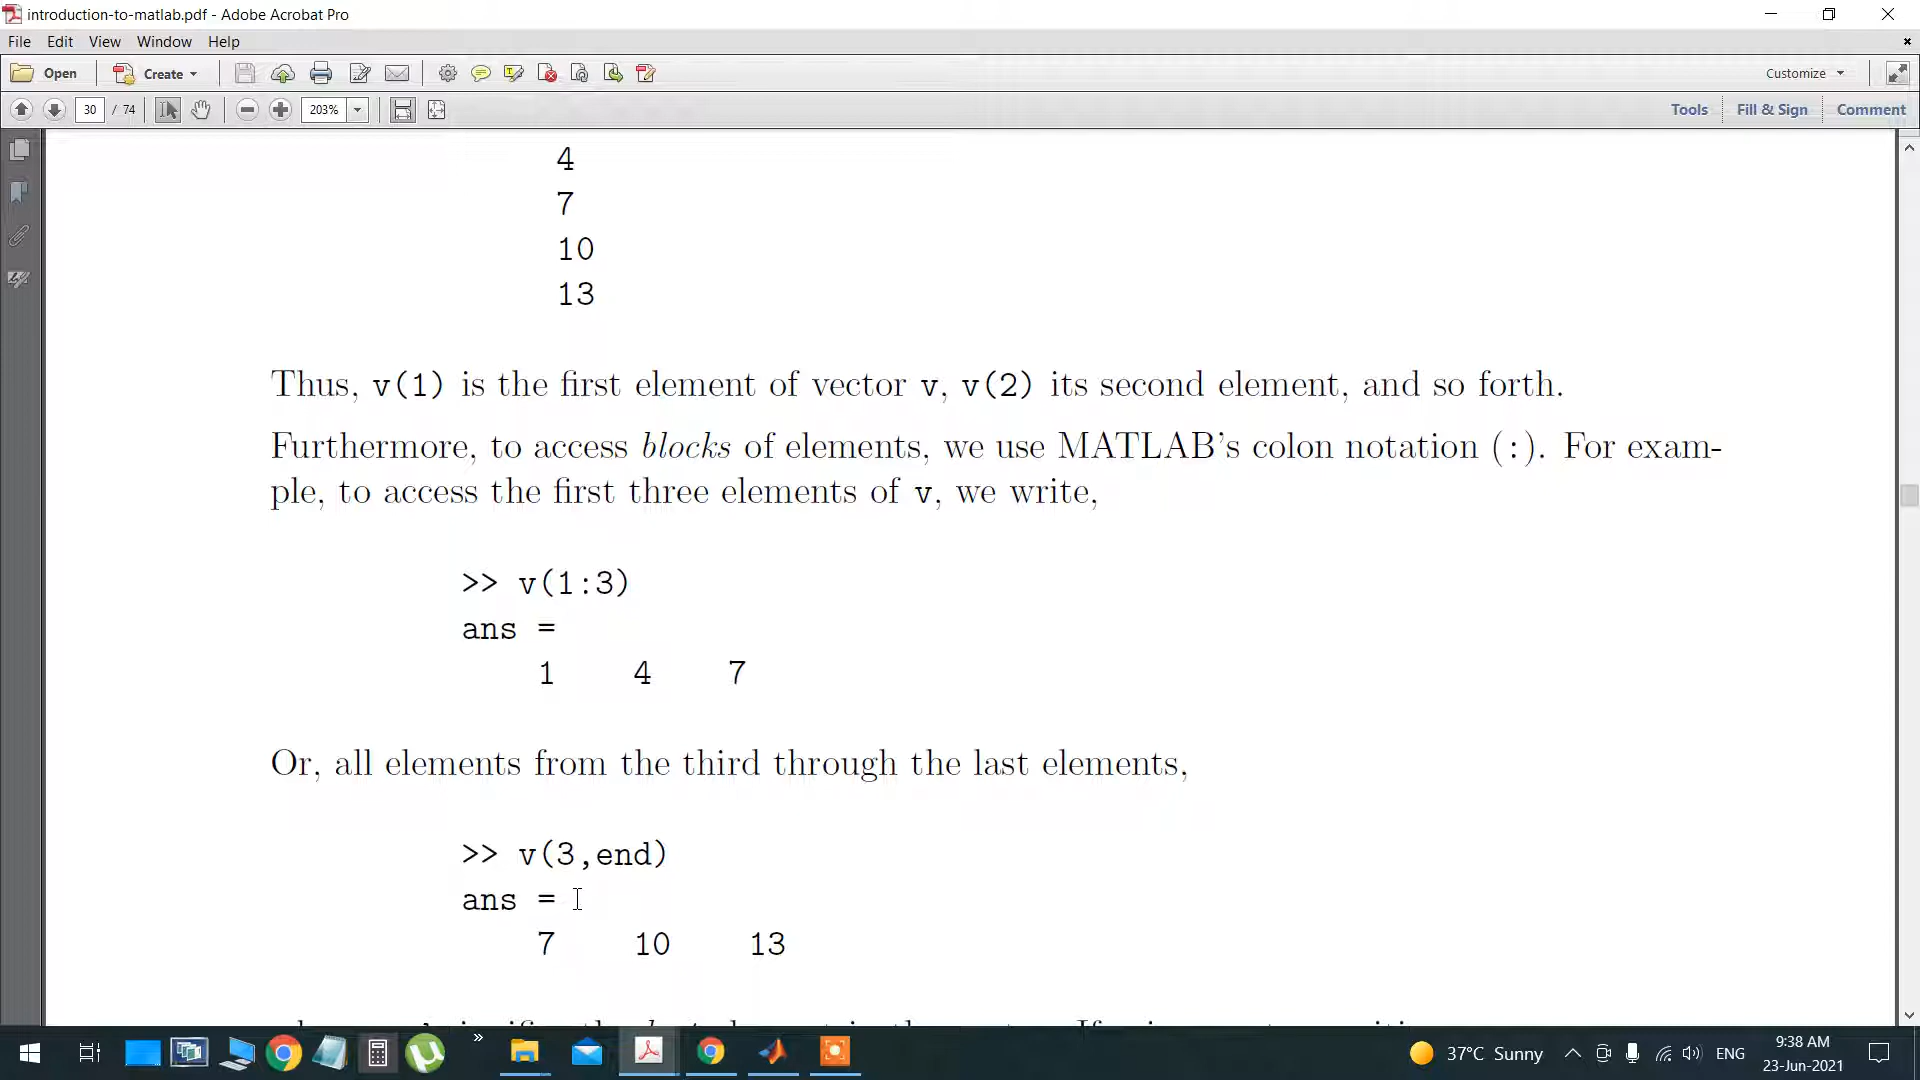 introduction-to-matlab.pdf - Adobe Acrobat Pro
File Edit View Window Help
Open Create Customize
30 / 74 203% Tools Fill & Sign Comment
4
7
10
13
Thus, v(1) is the first element of vector v, v(2) its second element, and so forth.
Furthermore, to access blocks of elements, we use MATLAB's colon notation (:). For exam-
ple, to access the first three elements of v, we write,
>> v(1:3)
ans =
1 4 7
Or, all elements from the third through the last elements,
>> v(3,end)
ans =
7 10 13
» 37°C Sunny ENG 9:38 AM
23-Jun-2021